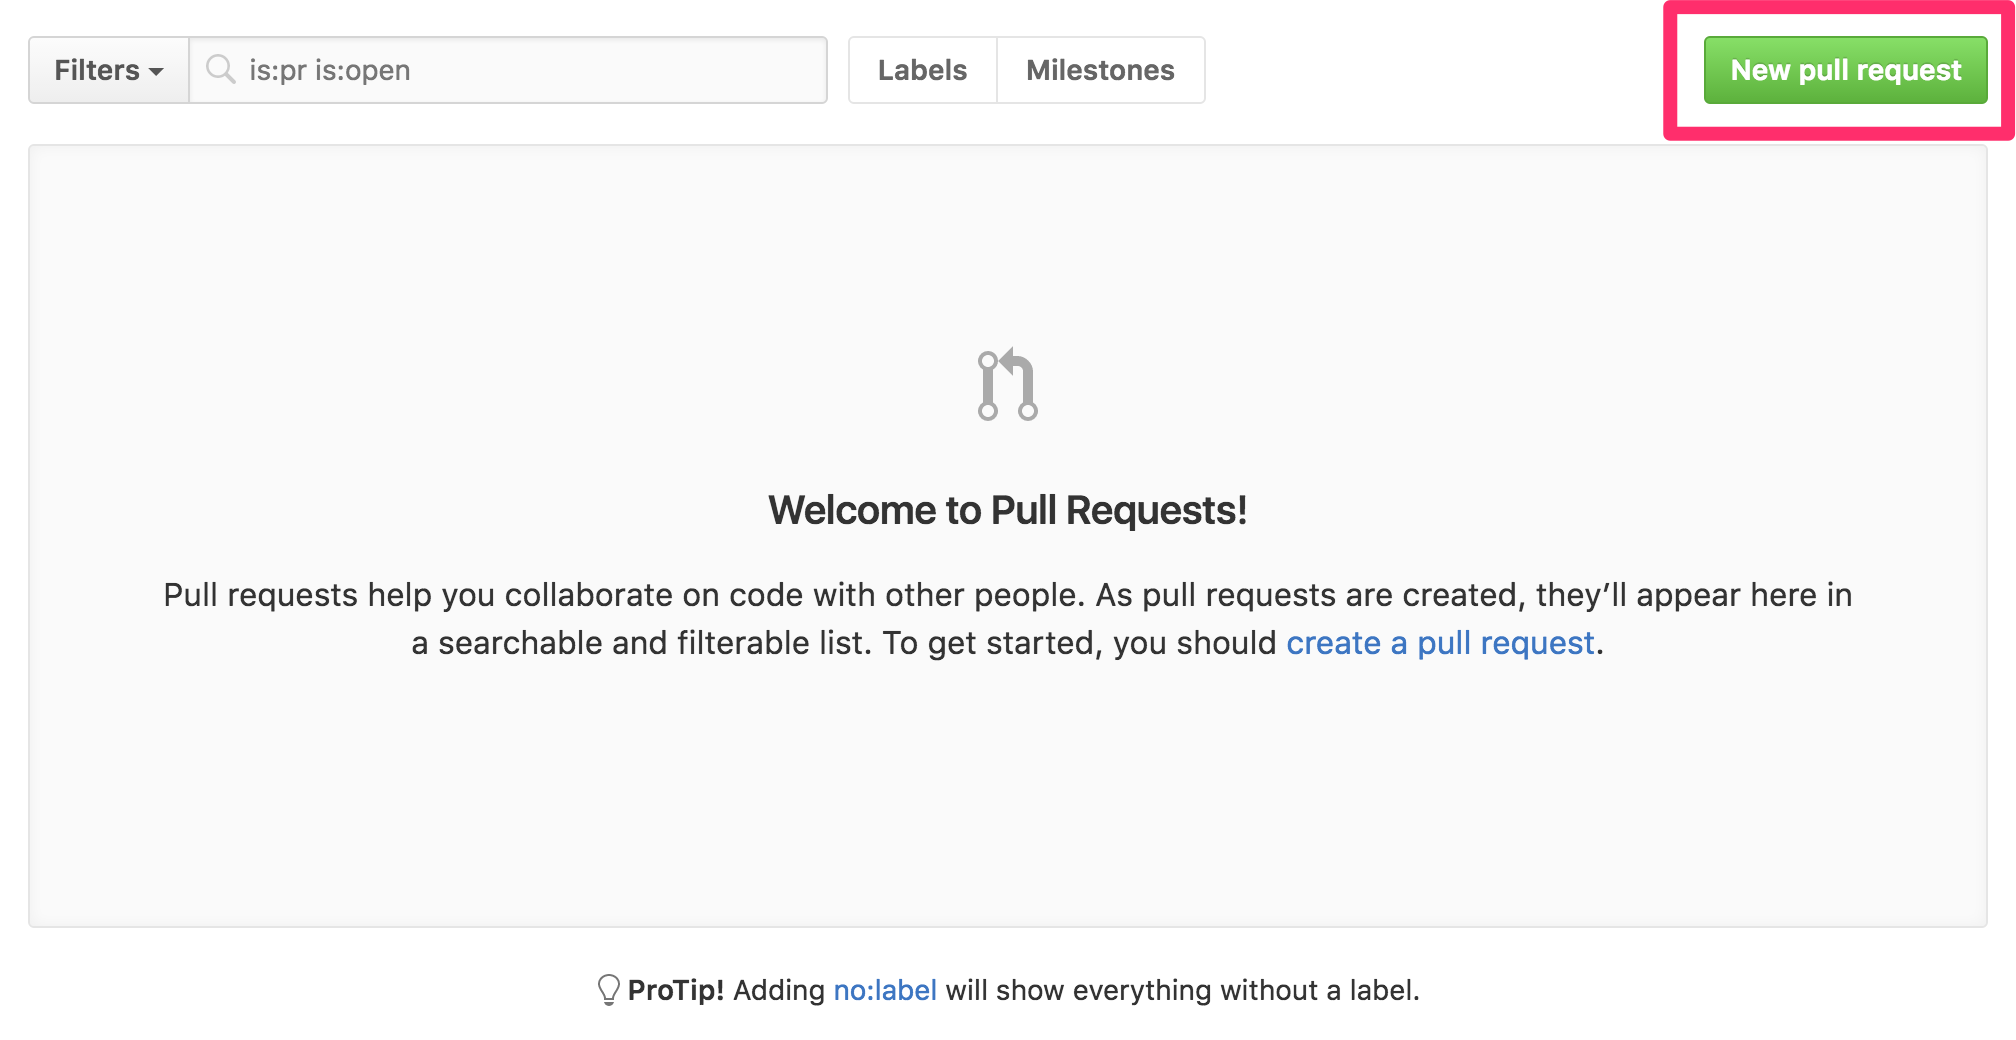 Filters
is:pr is:open
Labels
Milestones
New pull request
Welcome to Pull Requests!
Pull requests help you collaborate on code with other people. As pull requests are created, they’ll appear here in
a searchable and filterable list. To get started, you should create a pull request.
ProTip! Adding no:label will show everything without a label.